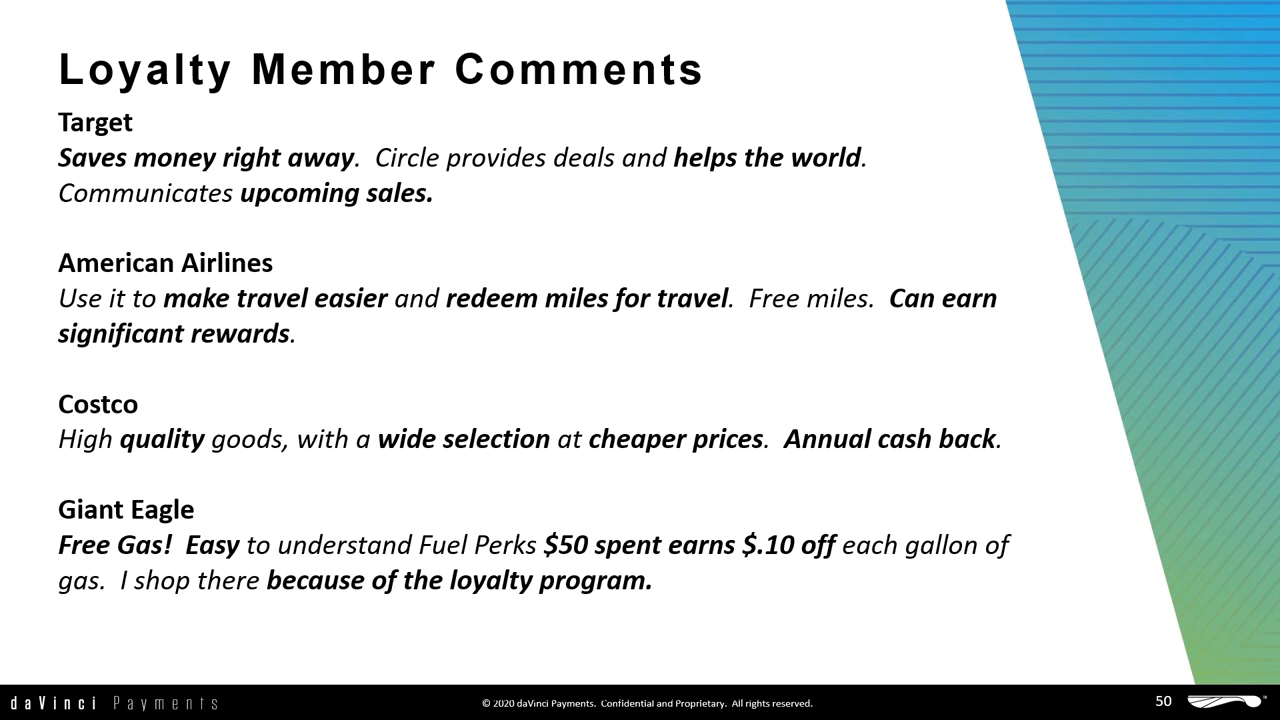 Loyalty Member Comments
Target
Saves money right away.  Circle provides deals and helps the world.
Communicates upcoming sales.
American Airlines
Use it to make travel easier and redeem miles for travel.  Free miles.  Can earn
significant rewards.
Costco
High quality goods, with a wide selection at cheaper prices.  Annual cash back.
Giant Eagle
Free Gas!  Easy to understand Fuel Perks $50 spent earns $.10 off each gallon of
gas.  I shop there because of the loyalty program.
daVinci Payments
© 2020 daVinci Payments.  Confidential and Proprietary.  All rights reserved.
50
™